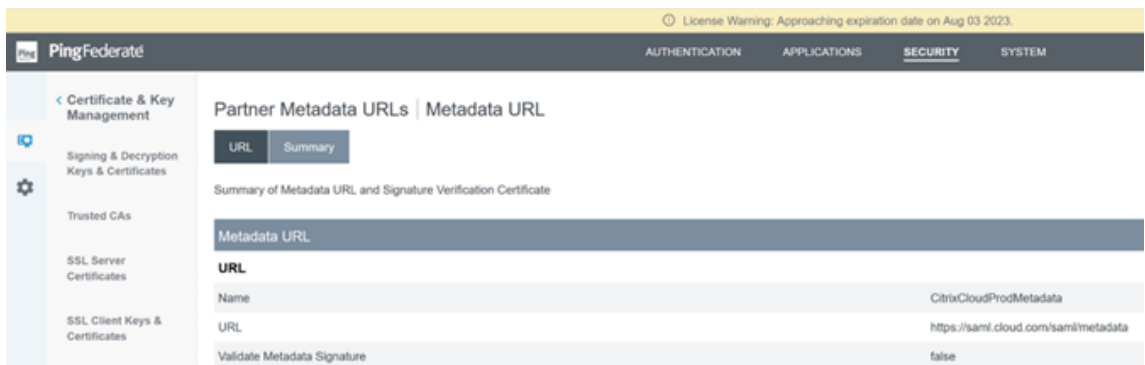 License Warning: Approaching expiration date on Aug 03 2023.
Ping PingFederate AUTHENTICATION APPLICATIONS SECURITY SYSTEM
Certificate & Key
Management
Signing & Decryption
Keys & Certificates
Trusted CAs
SSL Server
Certificates
SSL Client Keys &
Certificates
Partner Metadata URLs | Metadata URL
URL Summary
Summary of Metadata URL and Signature Verification Certificate
Metadata URL
URL
Name CitrixCloudProdMetadata
URL https://saml.cloud.com/saml/metadata
Validate Metadata Signature false